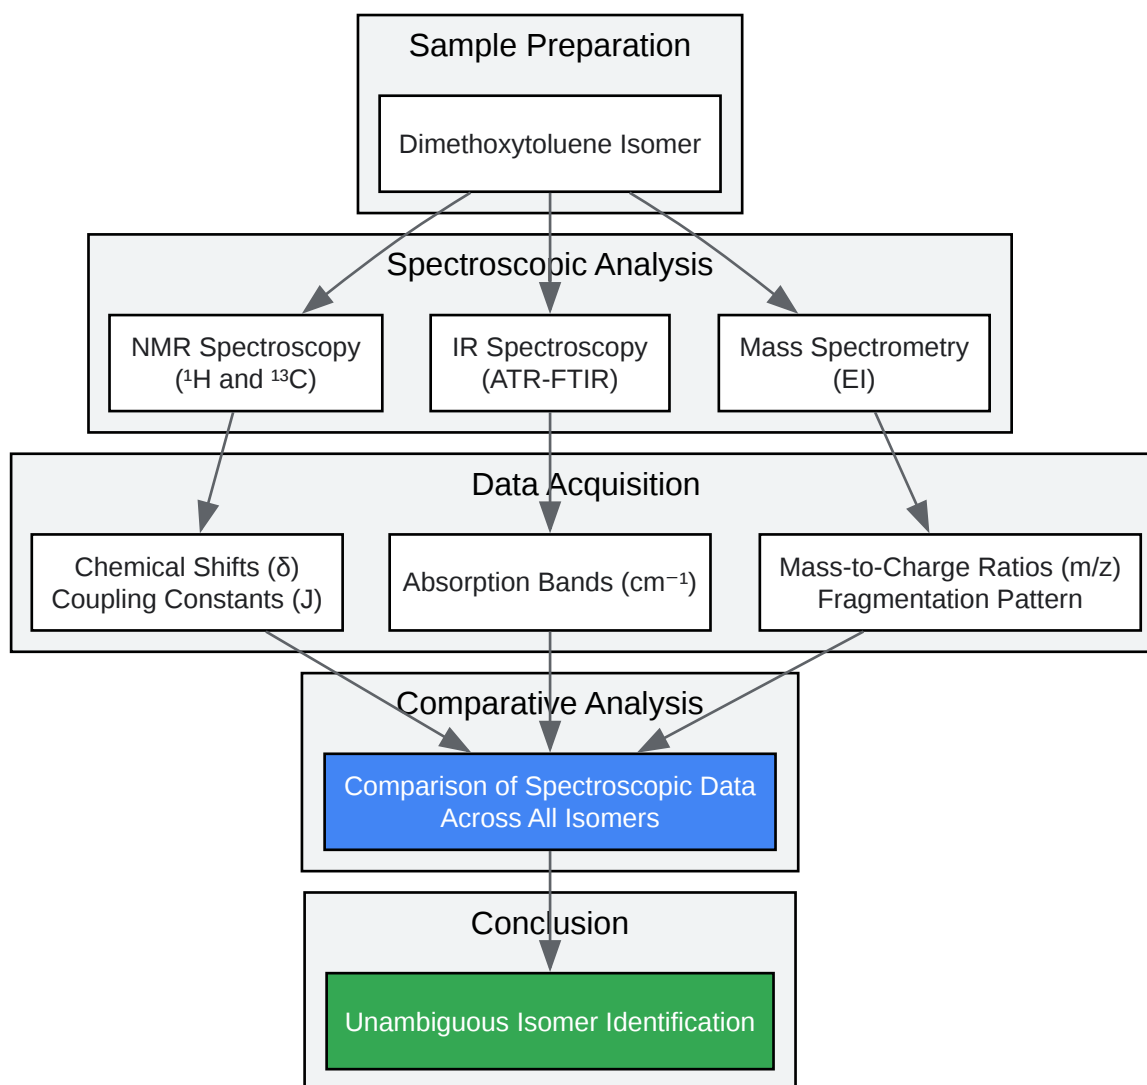 Sample Preparation
Dimethoxytoluene Isomer
Spectroscopic Analysis
NMR Spectroscopy
(¹H and ¹³C)
IR Spectroscopy
(ATR-FTIR)
Mass Spectrometry
(EI)
Data Acquisition
Chemical Shifts (δ)
Coupling Constants (J)
Absorption Bands (cm⁻¹)
Mass-to-Charge Ratios (m/z)
Fragmentation Pattern
Comparative Analysis
Comparison of Spectroscopic Data
Across All Isomers
Conclusion
Unambiguous Isomer Identification